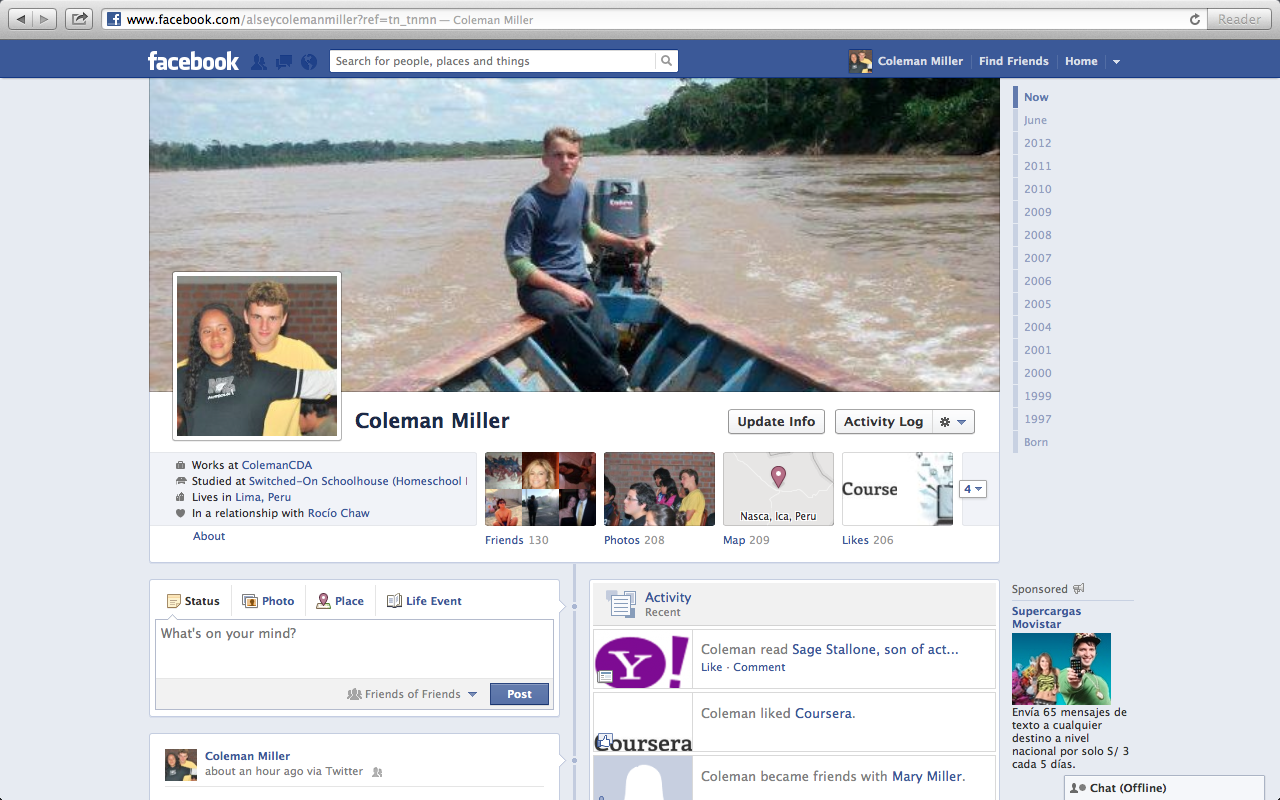 www.facebook.com/alseycolemanmiller?ref=tn_tnmn — Coleman Miller
Reader
facebook
Search for people, places and things
Coleman Miller
Find Friends
Home
Now
June
2012
2011
2010
2009
2008
2007
2006
2005
2004
2001
2000
1999
1997
Born
Coleman Miller
Update Info
Activity Log
Works at ColemanCDA
Studied at Switched-On Schoolhouse (Homeschool
Lives in Lima, Peru
In a relationship with Rocío Chaw
About
Course
Nasca, Ica, Peru
4
Friends 130
Photos 208
Map 209
Likes 206
Status
Photo
Place
Life Event
What's on your mind?
Friends of Friends
Post
Coleman Miller
about an hour ago via Twitter
Activity
Recent
Y!
Coleman read Sage Stallone, son of act...
Like · Comment
Coursera
Coleman liked Coursera.
Coleman became friends with Mary Miller.
Sponsored
Supercargas
Movistar
Envía 65 mensajes de
texto a cualquier
destino a nivel
nacional por solo S/ 3
cada 5 días.
Chat (Offline)